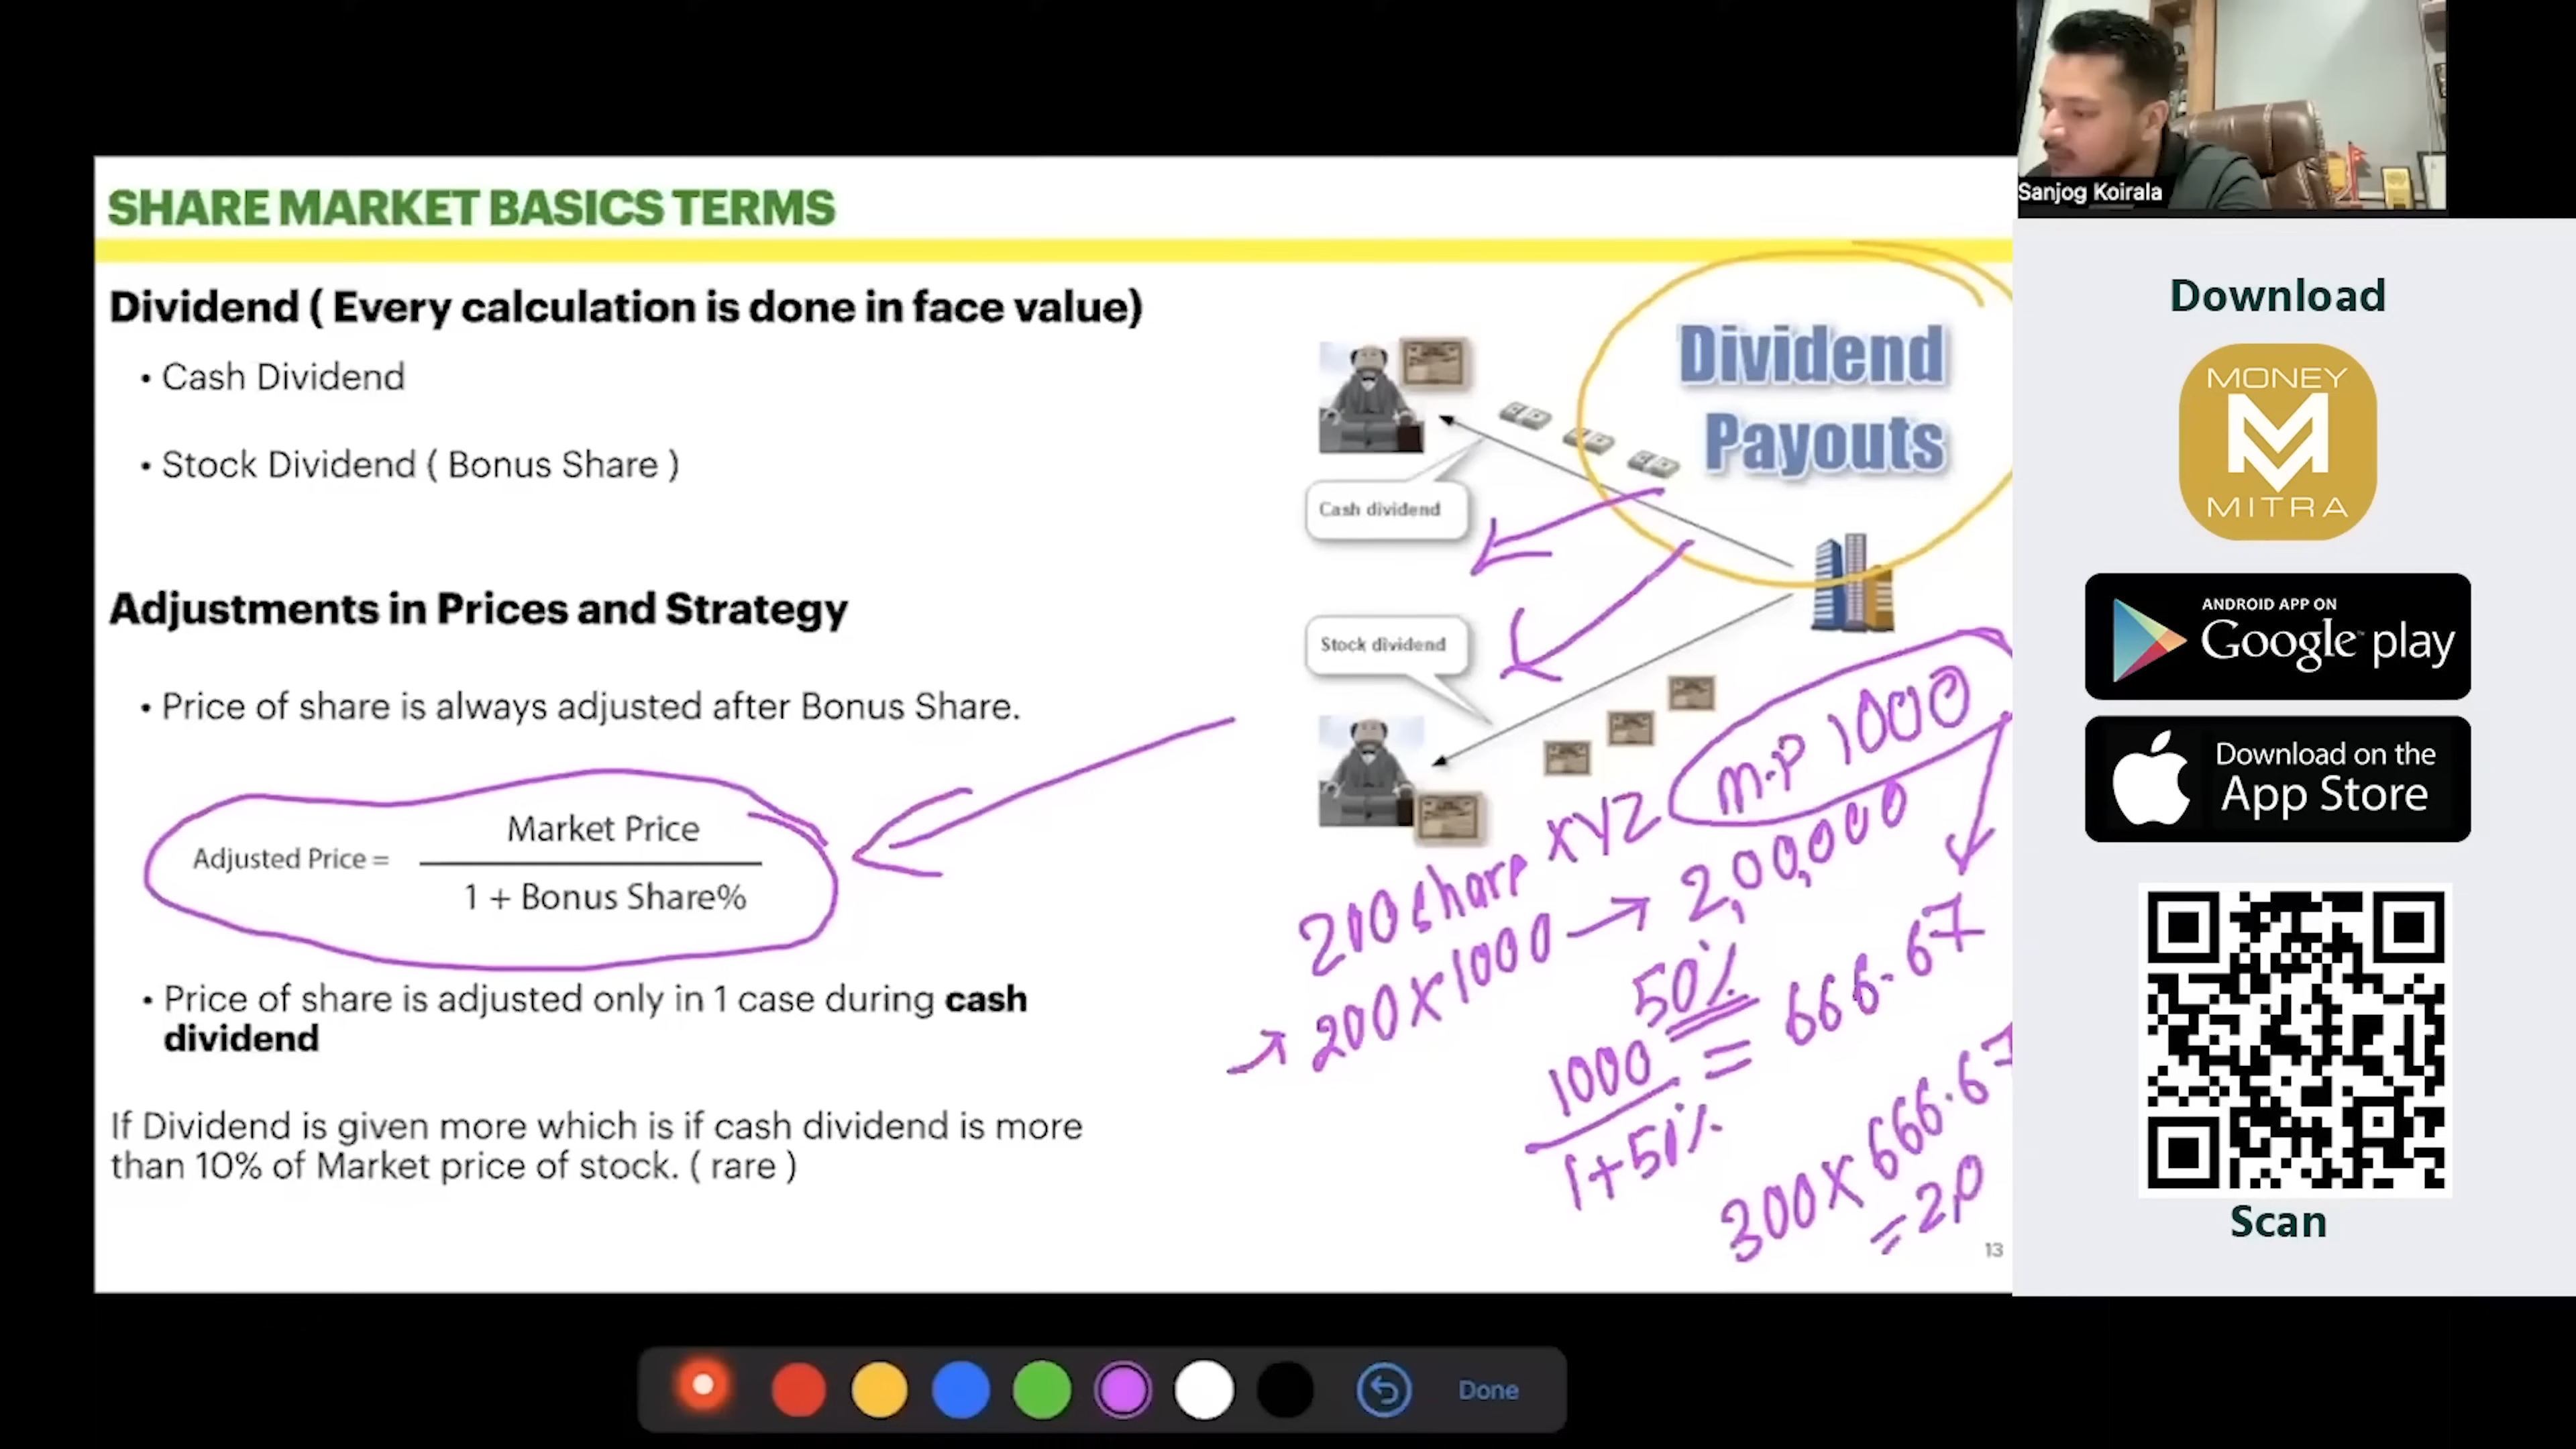 Sanjog Koirala
SHARE MARKET BASICS TERMS
Dividend ( Every calculation is done in face value)
• Cash Dividend
• Stock Dividend ( Bonus Share )
Adjustments in Prices and Strategy
• Price of share is always adjusted after Bonus Share.
Adjusted Price =
Market Price
1 + Bonus Share%
• Price of share is adjusted only in 1 case during cash
dividend
If Dividend is given more which is if cash dividend is more
than 10% of Market price of stock. ( rare )
Dividend
Payouts
Cash dividend
Stock dividend
M.P 1000
200 share XYZ
200X1000 → 2,00,000
50%
1000
1+50%
= 666.67
300X666.67
=2,0
13
Download
MONEY
MITRA
ANDROID APP ON
Google play
Download on the
App Store
Scan
Done